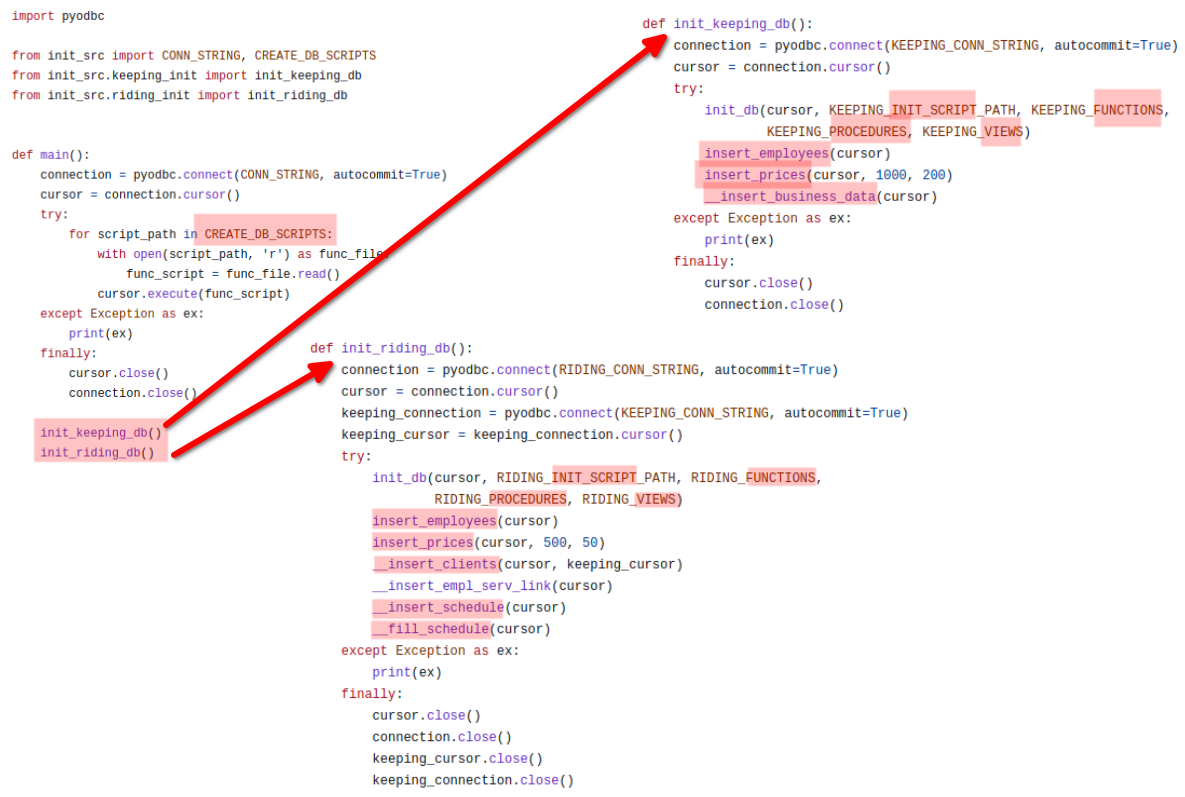 import pyodbc
from init_src import CONN_STRING, CREATE_DB_SCRIPTS
from init_src.keeping_init import init_keeping_db
from init_src.riding_init import init_riding_db
def main():
    connection = pyodbc.connect(CONN_STRING, autocommit=True)
    cursor = connection.cursor()
    try:
        for script_path in CREATE_DB_SCRIPTS:
            with open(script_path, 'r') as func_file:
                func_script = func_file.read()
            cursor.execute(func_script)
    except Exception as ex:
        print(ex)
    finally:
        cursor.close()
        connection.close()
    init_keeping_db()
    init_riding_db()
def init_keeping_db():
    connection = pyodbc.connect(KEEPING_CONN_STRING, autocommit=True)
    cursor = connection.cursor()
    try:
        init_db(cursor, KEEPING_INIT_SCRIPT_PATH, KEEPING_FUNCTIONS,
                KEEPING_PROCEDURES, KEEPING_VIEWS)
        insert_employees(cursor)
        insert_prices(cursor, 1000, 200)
        __insert_business_data(cursor)
    except Exception as ex:
        print(ex)
    finally:
        cursor.close()
        connection.close()
def init_riding_db():
    connection = pyodbc.connect(RIDING_CONN_STRING, autocommit=True)
    cursor = connection.cursor()
    keeping_connection = pyodbc.connect(KEEPING_CONN_STRING, autocommit=True)
    keeping_cursor = keeping_connection.cursor()
    try:
        init_db(cursor, RIDING_INIT_SCRIPT_PATH, RIDING_FUNCTIONS,
                RIDING_PROCEDURES, RIDING_VIEWS)
        insert_employees(cursor)
        insert_prices(cursor, 500, 50)
        __insert_clients(cursor, keeping_cursor)
        __insert_empl_serv_link(cursor)
        __insert_schedule(cursor)
        __fill_schedule(cursor)
    except Exception as ex:
        print(ex)
    finally:
        cursor.close()
        connection.close()
        keeping_cursor.close()
        keeping_connection.close()